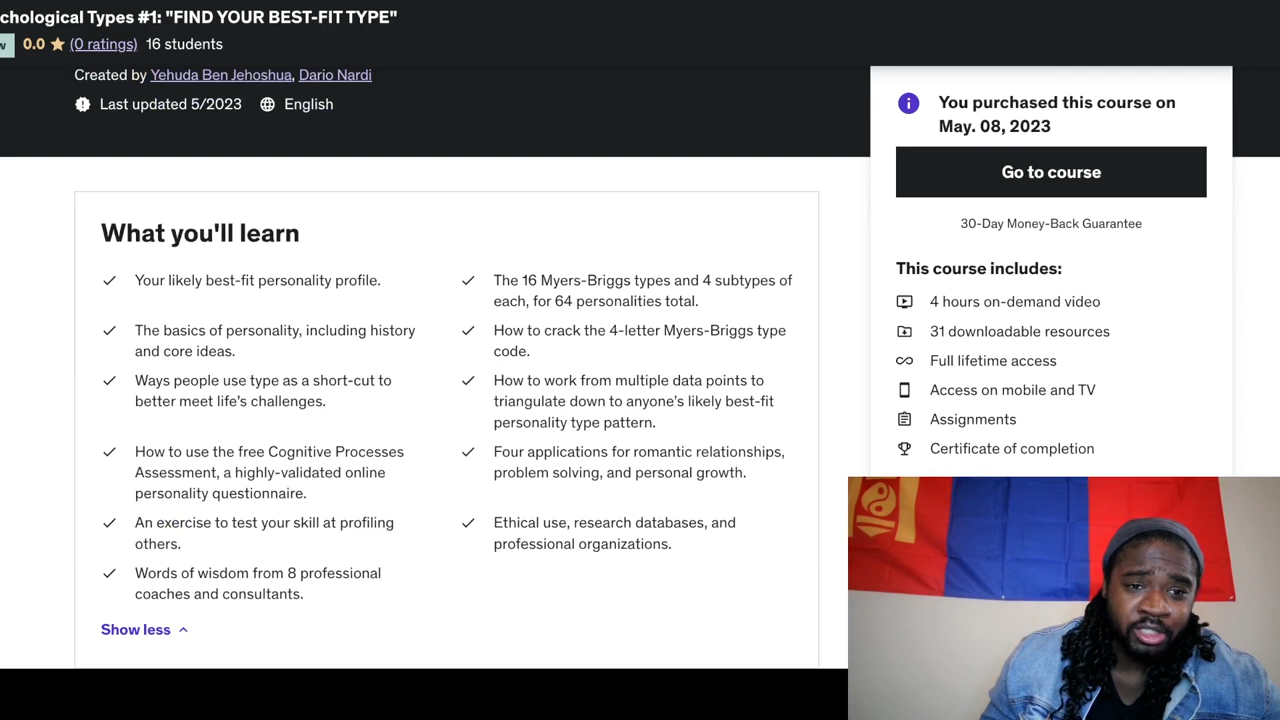 chological Types #1: "FIND YOUR BEST-FIT TYPE"
w 0.0 (0 ratings) 16 students
Created by Yehuda Ben Jehoshua, Dario Nardi
Last updated 5/2023 English
You purchased this course on
May. 08, 2023
Go to course
30-Day Money-Back Guarantee
This course includes:
4 hours on-demand video
31 downloadable resources
Full lifetime access
Access on mobile and TV
Assignments
Certificate of completion
What you'll learn
Your likely best-fit personality profile.
The 16 Myers-Briggs types and 4 subtypes of
each, for 64 personalities total.
The basics of personality, including history
and core ideas.
How to crack the 4-letter Myers-Briggs type
code.
Ways people use type as a short-cut to
better meet life's challenges.
How to work from multiple data points to
triangulate down to anyone's likely best-fit
personality type pattern.
How to use the free Cognitive Processes
Assessment, a highly-validated online
personality questionnaire.
Four applications for romantic relationships,
problem solving, and personal growth.
An exercise to test your skill at profiling
others.
Ethical use, research databases, and
professional organizations.
Words of wisdom from 8 professional
coaches and consultants.
Show less